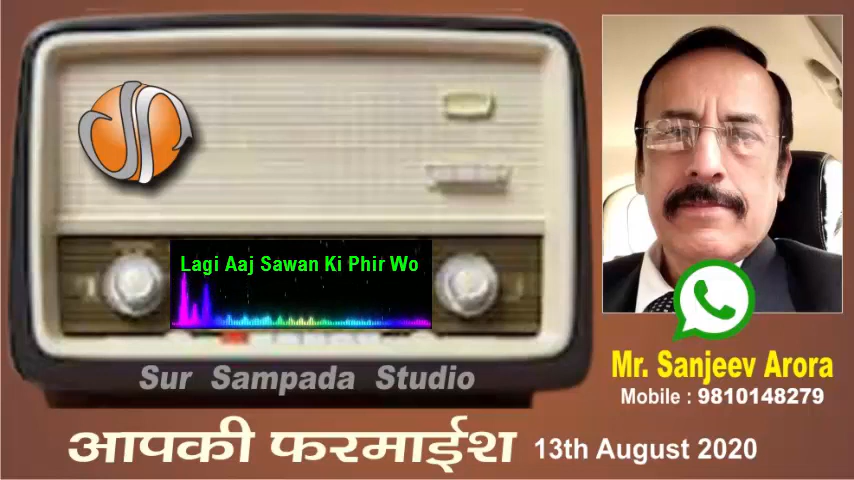 Lagi Aaj Sawan Ki Phir Wo
Sur Sampada Studio
Mr. Sanjeev Arora
Mobile : 9810148279
आपकी फरमाईश 13th August 2020